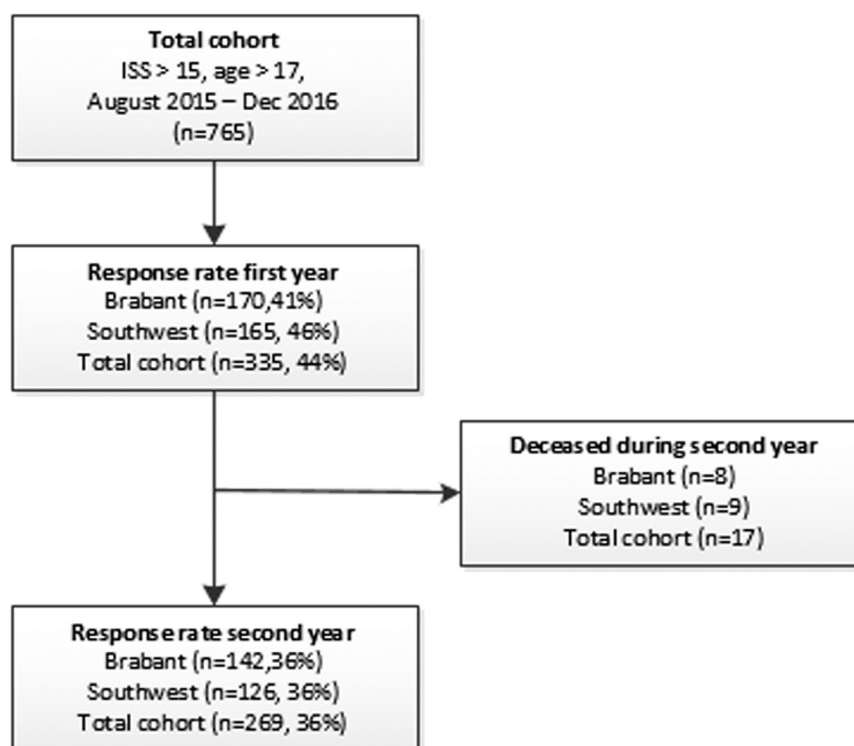 Total cohort
ISS > 15, age > 17,
August 2015 – Dec 2016
(n=765)
Response rate first year
Brabant (n=170,41%)
Southwest (n=165, 46%)
Total cohort (n=335, 44%)
Deceased during second year
Brabant (n=8)
Southwest (n=9)
Total cohort (n=17)
Response rate second year
Brabant (n=142,36%)
Southwest (n=126, 36%)
Total cohort (n=269, 36%)